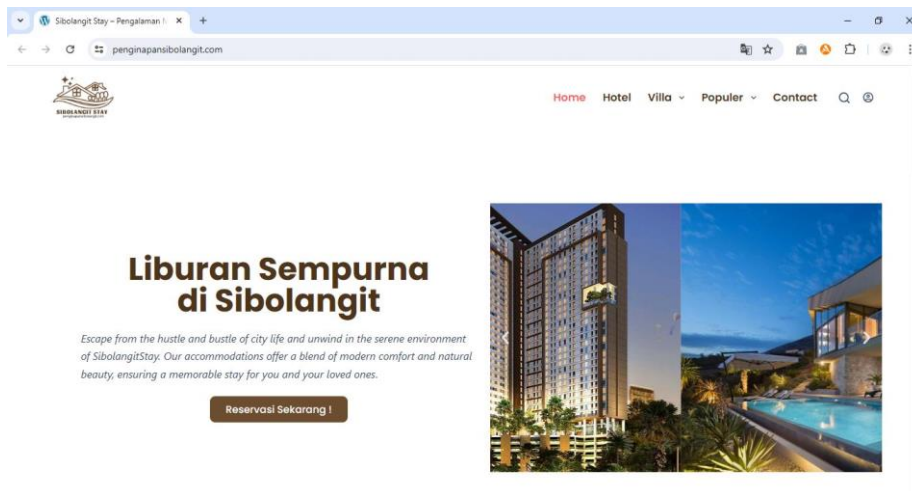 Sibolangit Stay – Pengalaman
penginapansibolangit.com
SIBOLANGIT STAY
Home Hotel Villa Populer Contact
Liburan Sempurna
di Sibolangit
Escape from the hustle and bustle of city life and unwind in the serene environment
of SibolangitStay. Our accommodations offer a blend of modern comfort and natural
beauty, ensuring a memorable stay for you and your loved ones.
Reservasi Sekarang !